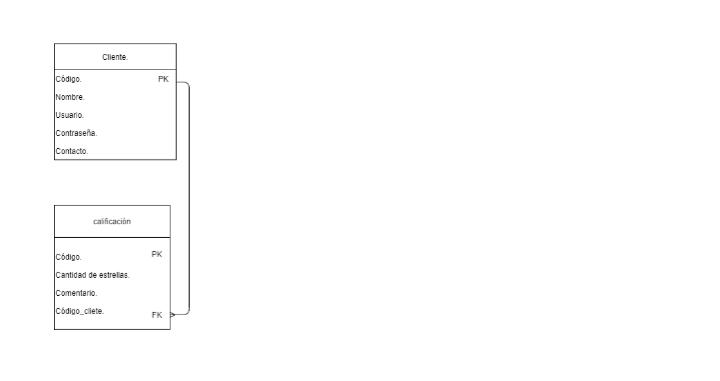 Cliente.
Código. PK
Nombre.
Usuario.
Contraseña.
Contacto.
calificación
Código. PK
Cantidad de estrellas.
Comentario.
Código_cliete. FK